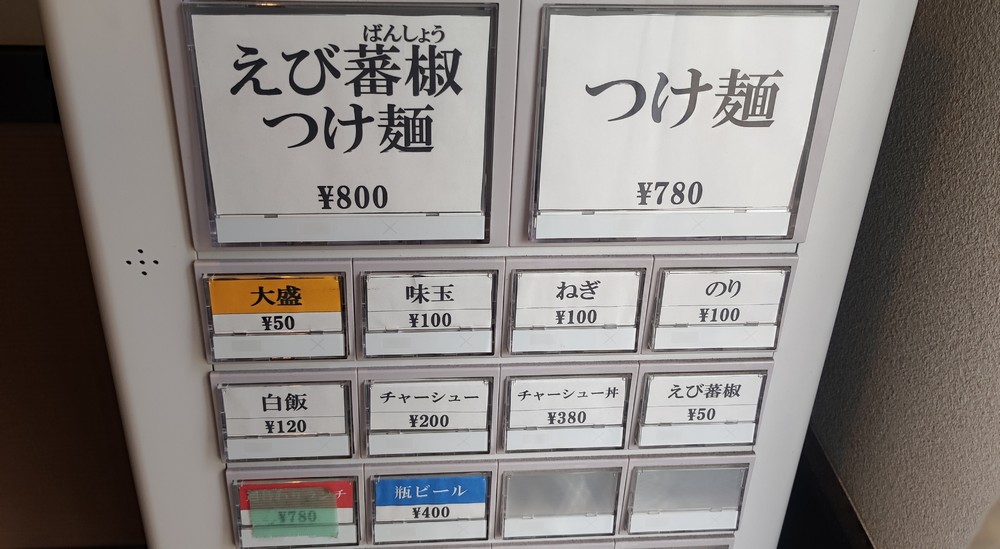 ばんしょう
えび蕃椒
つけ麺
¥800
つけ麺
¥780
大盛
¥50
味玉
¥100
ねぎ
¥100
のり
¥100
白飯
¥120
チャーシュー
¥200
チャーシュー丼
¥380
えび蕃椒
¥50
¥780
瓶ビール
¥400